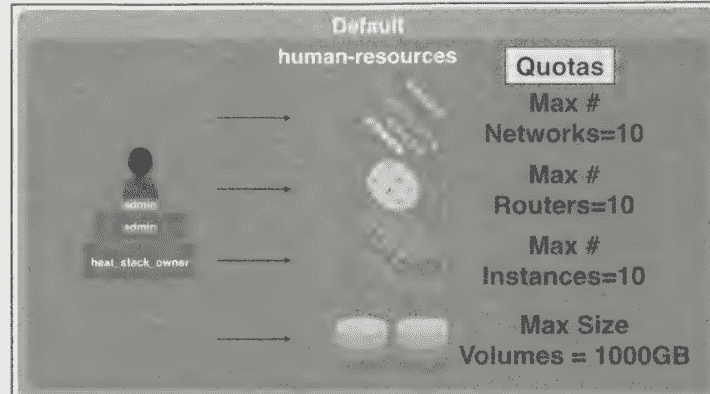 Default
human-resources
Quotas
Max #
Networks=10
Max #
Routers=10
admin
admin
Max #
Instances=10
heat_stack_owner
Max Size
Volumes = 1000GB